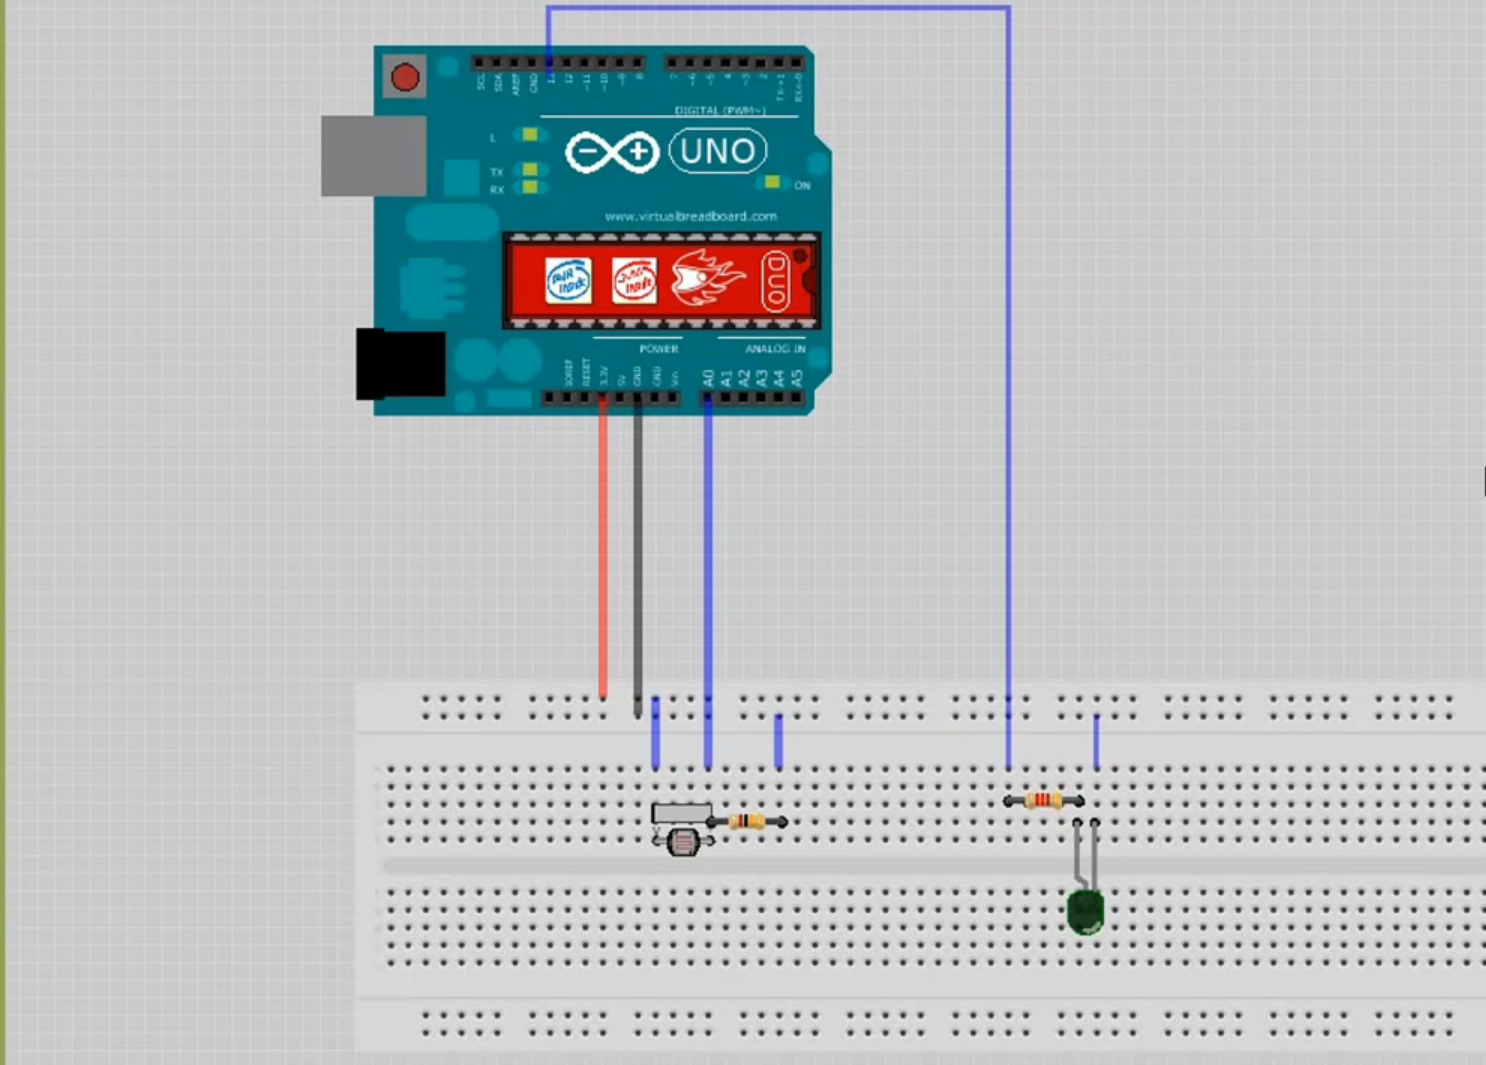 SCL SDA AREF GND 13 12 ~11 ~10 ~9 8 7 ~6 ~5 4 ~3 2 TX→1 RX←0
DIGITAL (PWM~)
L
UNO
TX
RX
ON
www.virtualbreadboard.com
DUO
POWER
ANALOG IN
IOREF RESET 3.3V 5V GND GND Vin A0 A1 A2 A3 A4 A5